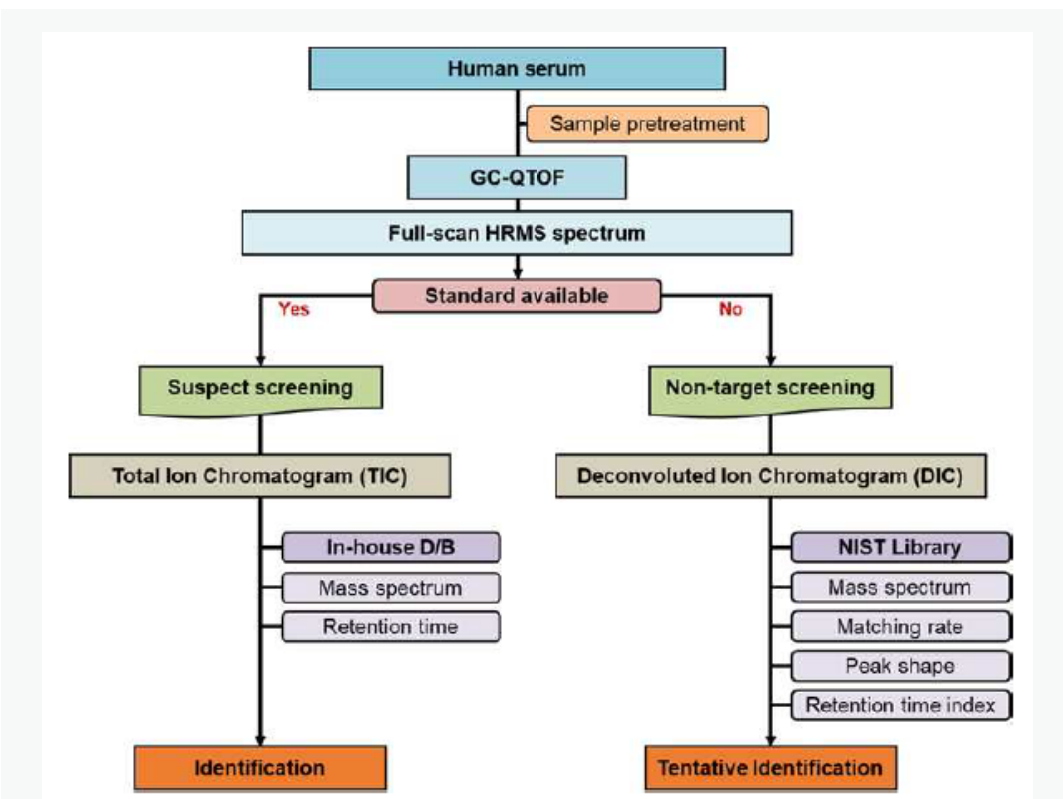 Human serum
Sample pretreatment
GC-QTOF
Full-scan HRMS spectrum
Standard available
Yes
No
Suspect screening
Non-target screening
Total Ion Chromatogram (TIC)
Deconvoluted Ion Chromatogram (DIC)
In-house D/B
Mass spectrum
Retention time
NIST Library
Mass spectrum
Matching rate
Peak shape
Retention time index
Identification
Tentative Identification